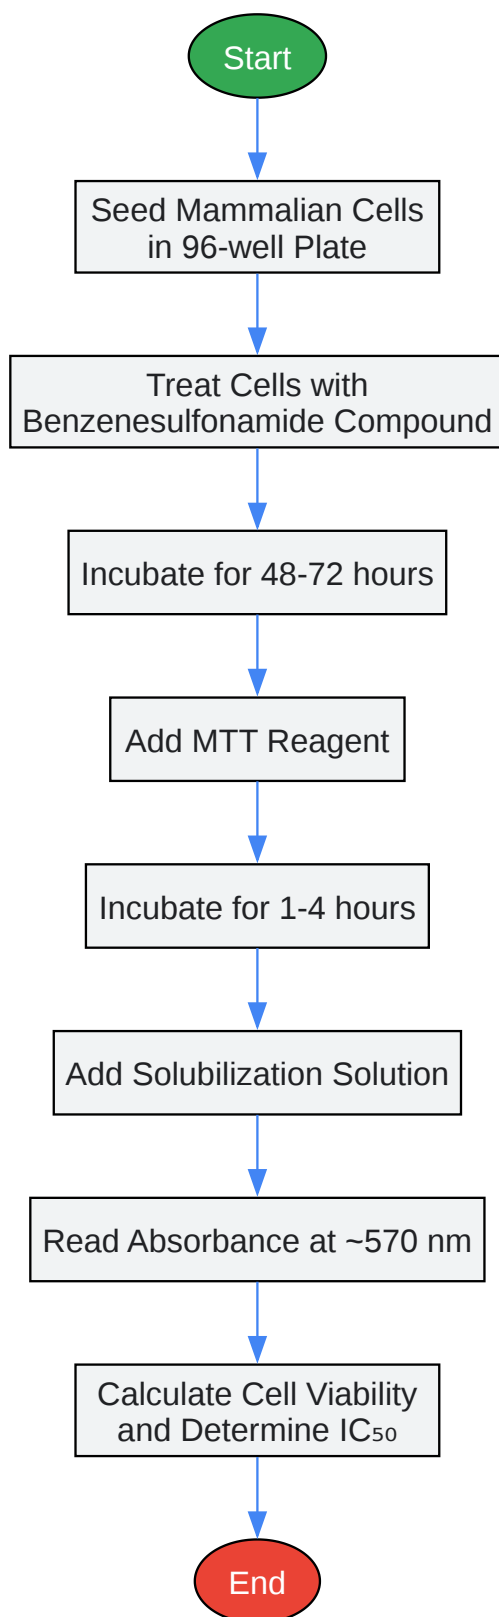 Start
Seed Mammalian Cells
in 96-well Plate
Treat Cells with
Benzenesulfonamide Compound
Incubate for 48-72 hours
Add MTT Reagent
Incubate for 1-4 hours
Add Solubilization Solution
Read Absorbance at ~570 nm
Calculate Cell Viability
and Determine IC₅₀
End